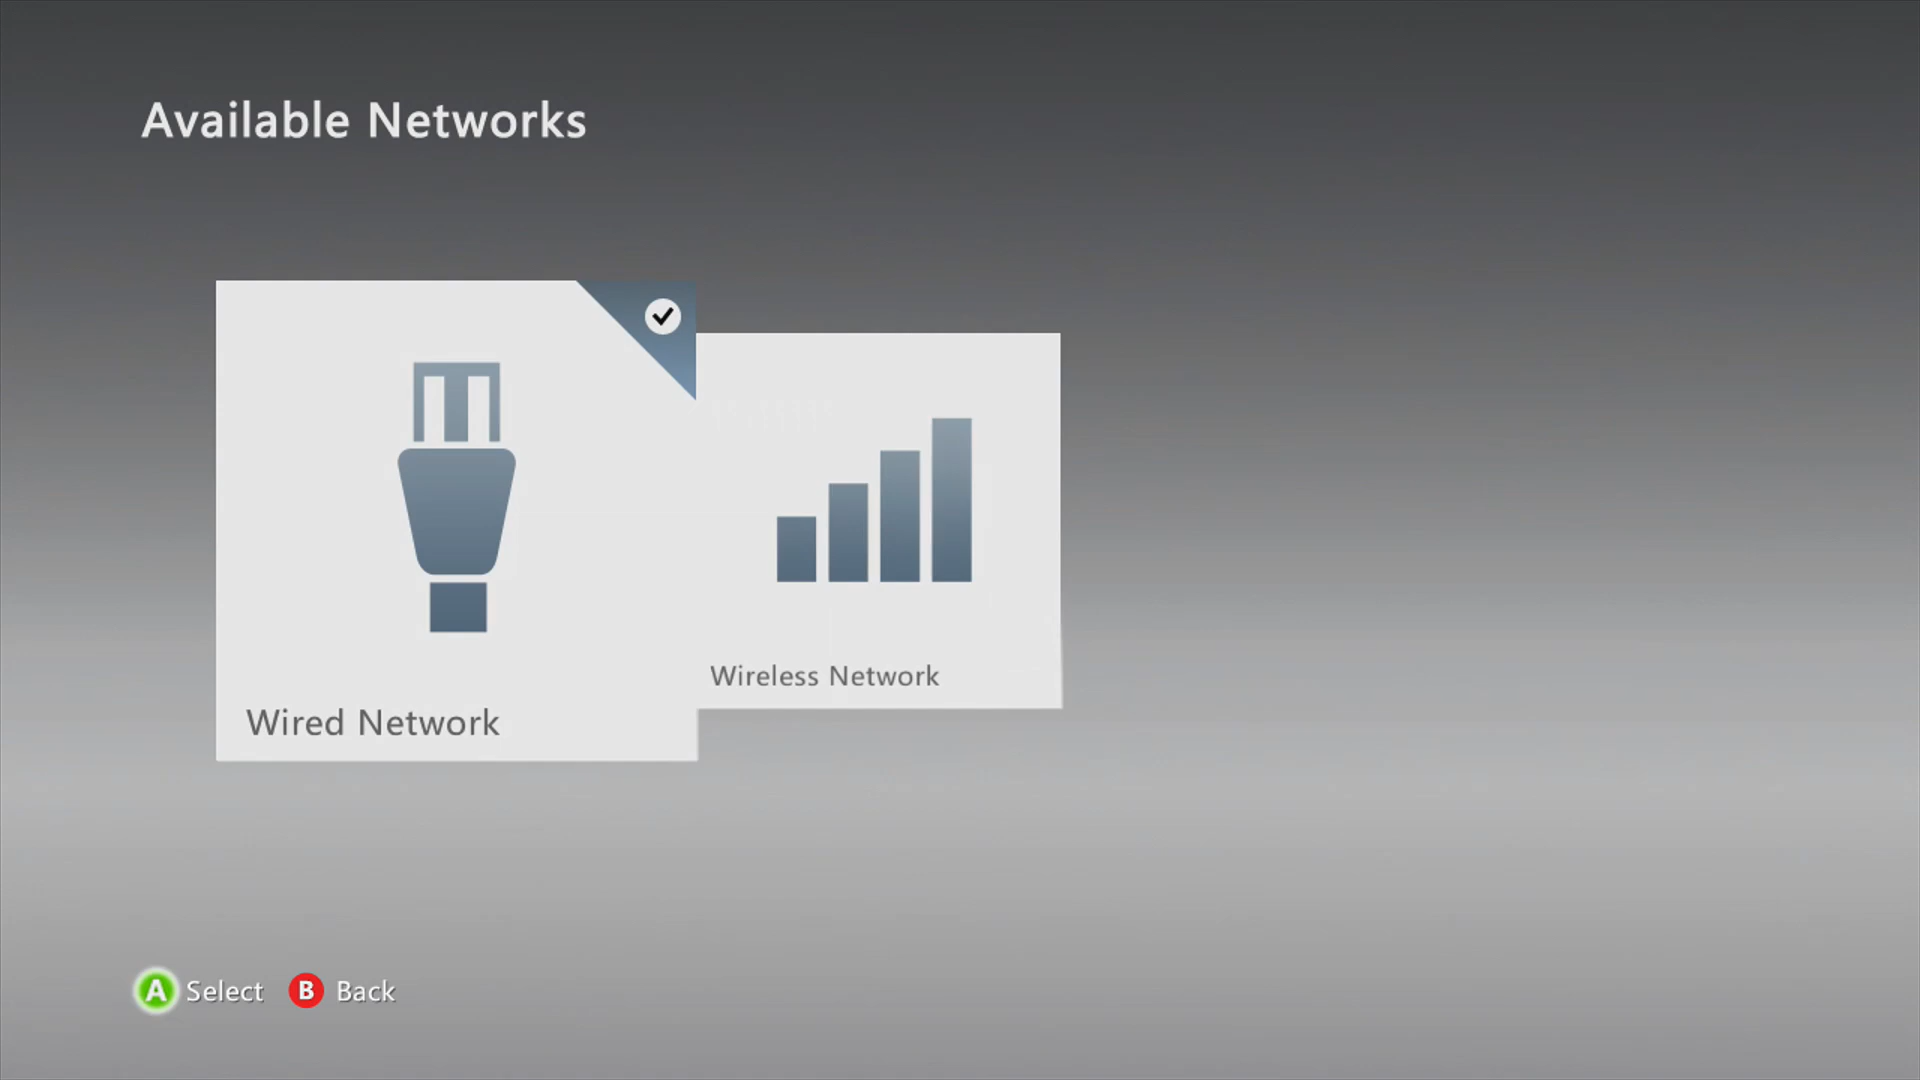 Available Networks
Wireless Network
Wired Network
A Select B Back